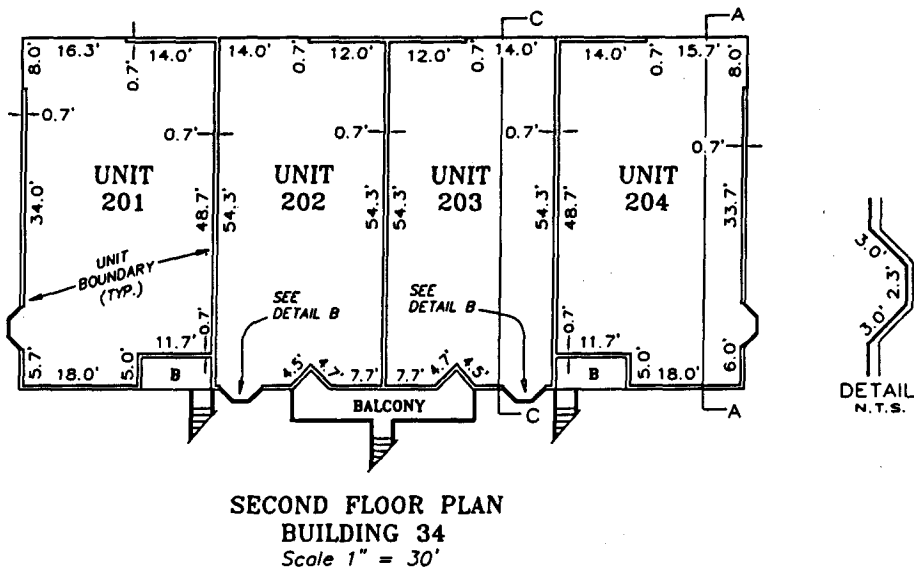 C A
16.3' 14.0' 14.0' 12.0' 12.0' 14.0' 14.0' 15.7'
8.0' 0.7' 0.7' 0.7' 0.7' 8.0'
0.7' 0.7' 0.7' 0.7' 0.7'
UNIT
201
UNIT
202
UNIT
203
UNIT
204
34.0' 48.7' 54.3' 54.3' 54.3' 54.3' 48.7' 33.7'
UNIT
BOUNDARY
(TYP.)
SEE
DETAIL B
SEE
DETAIL B
0.7' 0.7'
11.7' 11.7'
5.7' 18.0' 5.0' B 4.5' 4.7' 7.7' 7.7' 4.7' 4.5' B 5.0' 18.0' 6.0'
BALCONY
C A
3.0'
2.3'
3.0'
DETAIL
N.T.S.
SECOND FLOOR PLAN
BUILDING 34
Scale 1" = 30'